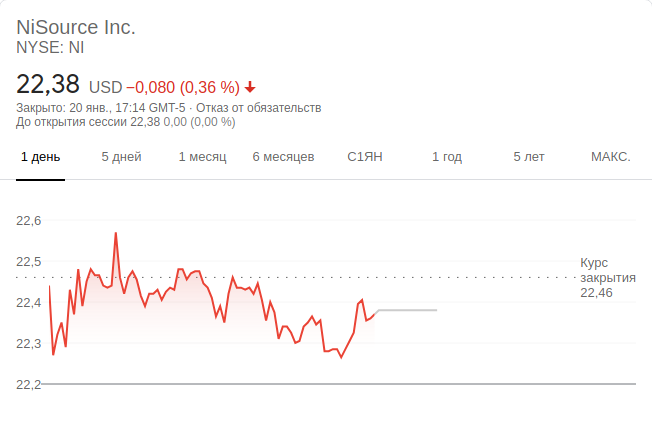 NiSource Inc.
NYSE: NI
22,38 USD −0,080 (0,36 %)
Закрыто: 20 янв., 17:14 GMT-5 · Отказ от обязательств
До открытия сессии 22,38 0,00 (0,00 %)
1 день 5 дней 1 месяц 6 месяцев С1ЯН 1 год 5 лет МАКС.
22,6
22,5
22,4
22,3
22,2
Курс
закрытия
22,46